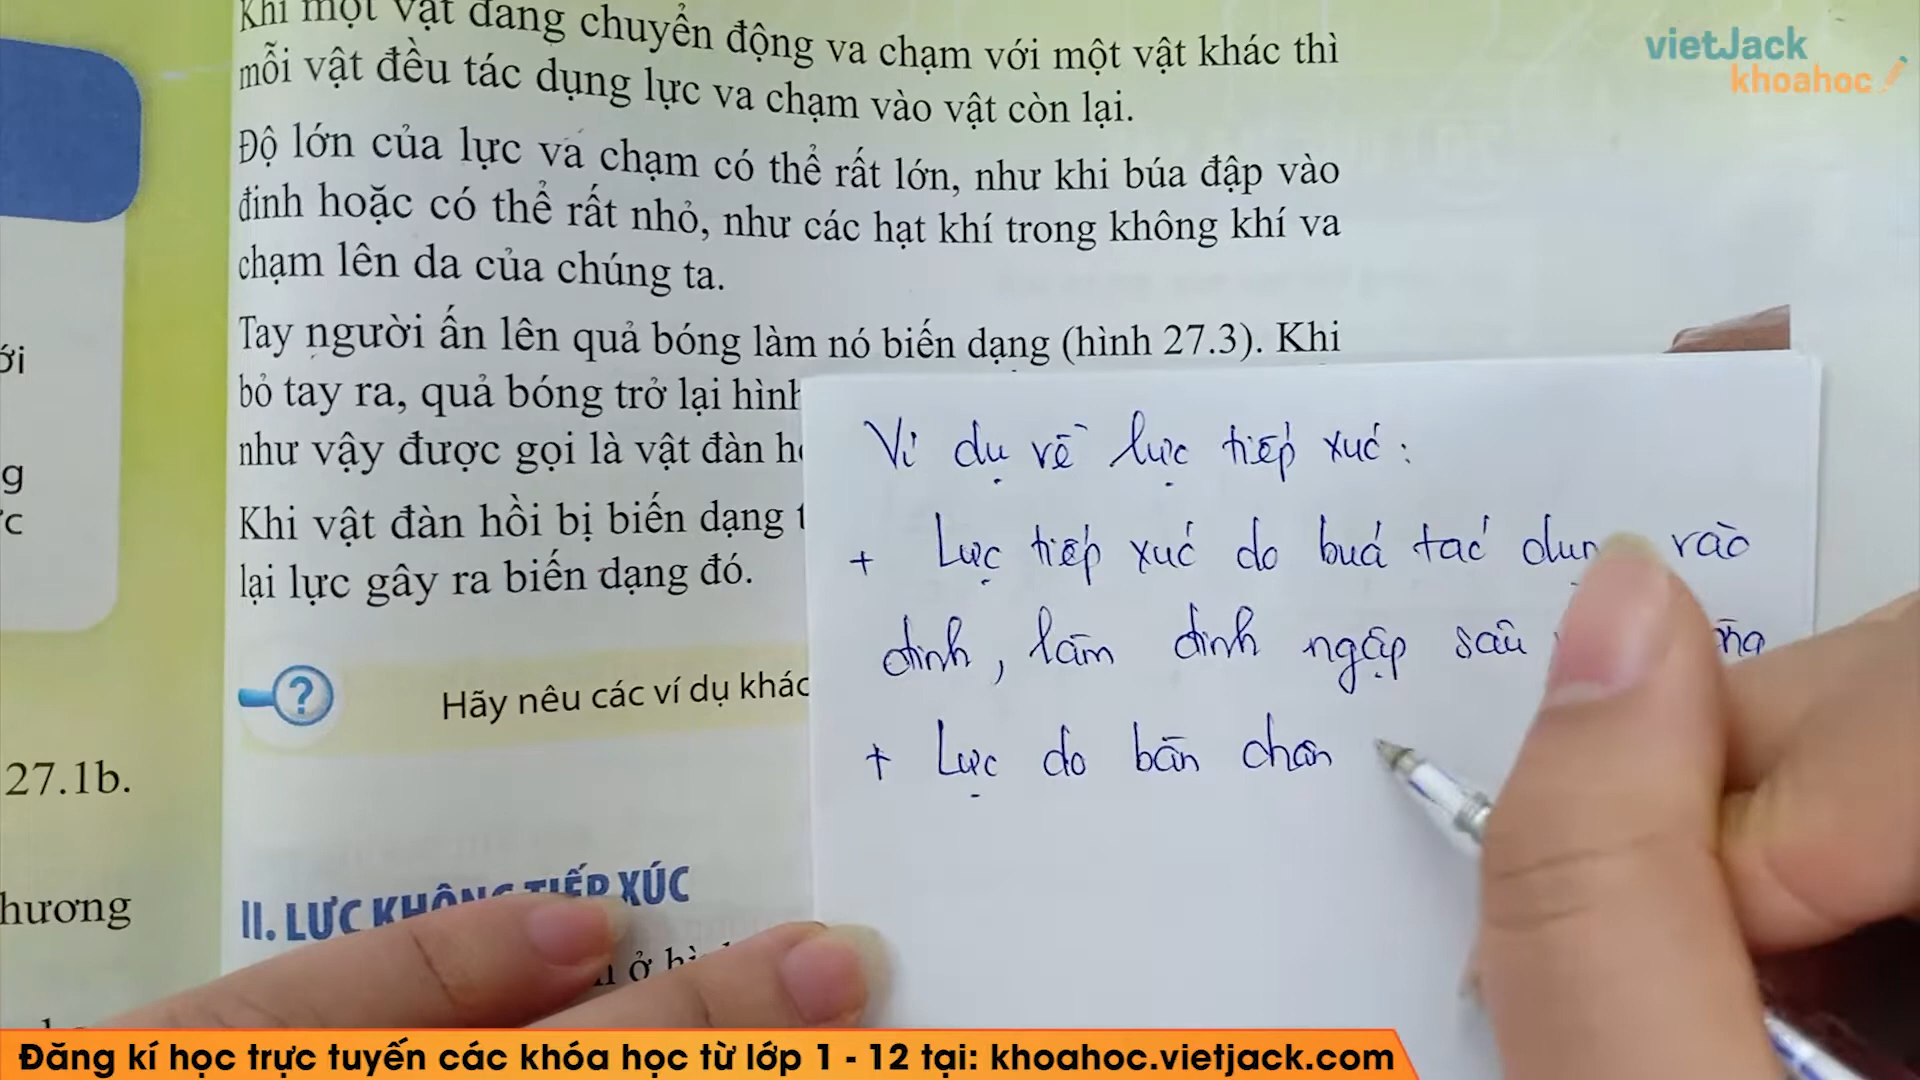 Khi một vật đang chuyển động va chạm với một vật khác thì
mỗi vật đều tác dụng lực va chạm vào vật còn lại.
Độ lớn của lực va chạm có thể rất lớn, như khi búa đập vào
đinh hoặc có thể rất nhỏ, như các hạt khí trong không khí va
chạm lên da của chúng ta.
Tay người ấn lên quả bóng làm nó biến dạng (hình 27.3). Khi
bỏ tay ra, quả bóng trở lại hình
như vậy được gọi là vật đàn
Khi vật đàn hồi bị biến dạng
lại lực gây ra biến dạng đó.
Hãy nêu các ví dụ khác
II. LỰC KHÔNG TIẾP XÚC
ở
27.1b.
hương
Ví dụ về lực tiếp xúc:
+ Lực tiếp xúc do búa tác dụng vào
đinh, làm đinh ngập sâu
+ Lực do bàn chân
vietJack
khoahoc
Đăng kí học trực tuyến các khóa học từ lớp 1 - 12 tại: khoahoc.vietjack.com